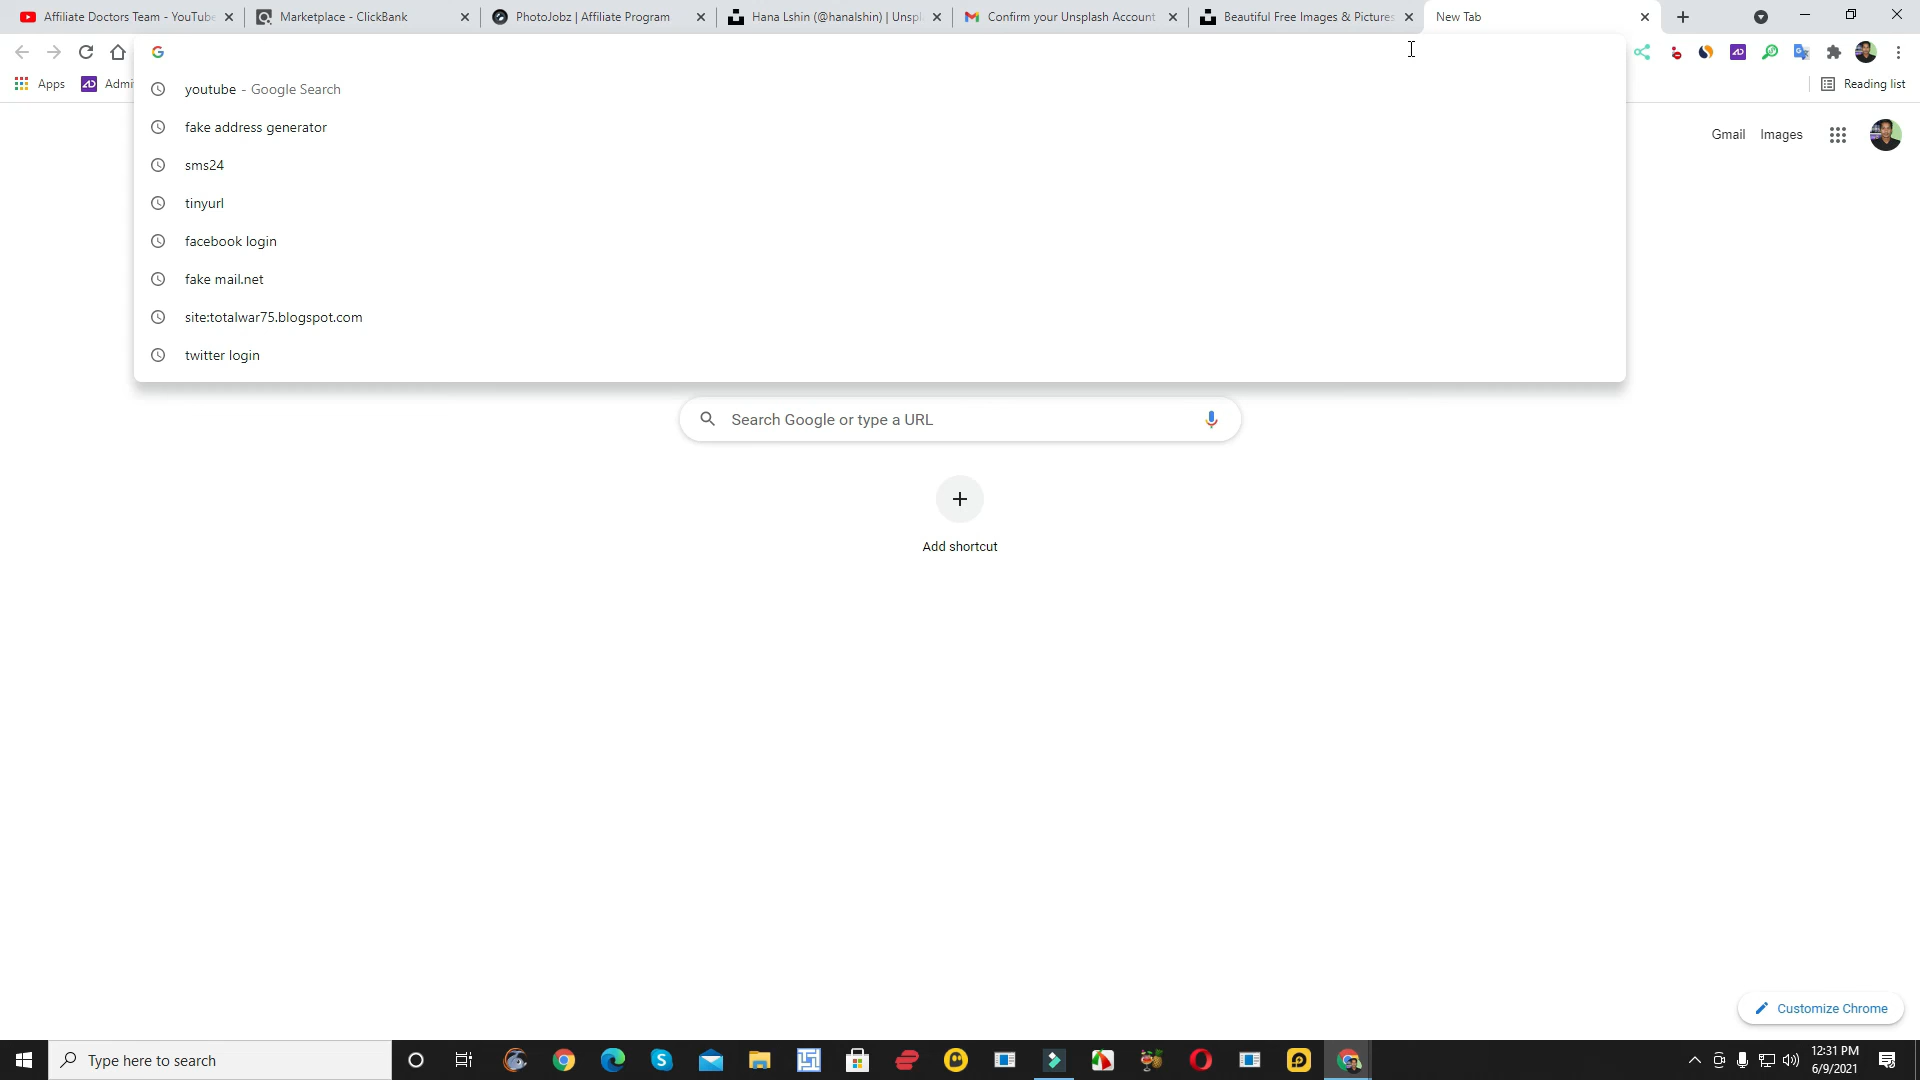 Affiliate Doctors Team - YouTube
Marketplace - ClickBank
PhotoJobz | Affiliate Program
Hana Lshin (@hanalshin) | Unspl
Confirm your Unsplash Account
Beautiful Free Images & Pictures
New Tab
Apps
Admi
Reading list
youtube - Google Search
fake address generator
sms24
tinyurl
facebook login
fake mail.net
site:totalwar75.blogspot.com
twitter login
Gmail
Images
Search Google or type a URL
Add shortcut
Customize Chrome
Type here to search
12:31 PM
6/9/2021